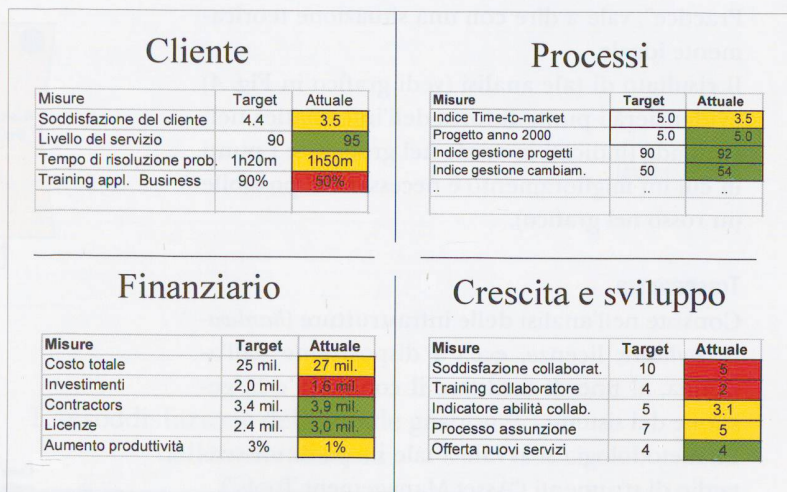 Cliente
Misure Target Attuale
Soddisfazione del cliente 4.4 3.5
Livello del servizio 90 95
Tempo di risoluzione prob. 1h20m 1h50m
Training appl. Business 90% 50%
Processi
Misure Target Attuale
Indice Time-to-market 5.0 3.5
Progetto anno 2000 5.0 5.0
Indice gestione progetti 90 92
Indice gestione cambiam. 50 54
.. .. ..
Finanziario
Misure Target Attuale
Costo totale 25 mil. 27 mil.
Investimenti 2,0 mil. 1,6 mil.
Contractors 3,4 mil. 3,9 mil.
Licenze 2.4 mil. 3,0 mil.
Aumento produttività 3% 1%
Crescita e sviluppo
Misure Target Attuale
Soddisfazione collaborat. 10 5
Training collaboratore 4 2
Indicatore abilità collab. 5 3.1
Processo assunzione 7 5
Offerta nuovi servizi 4 4